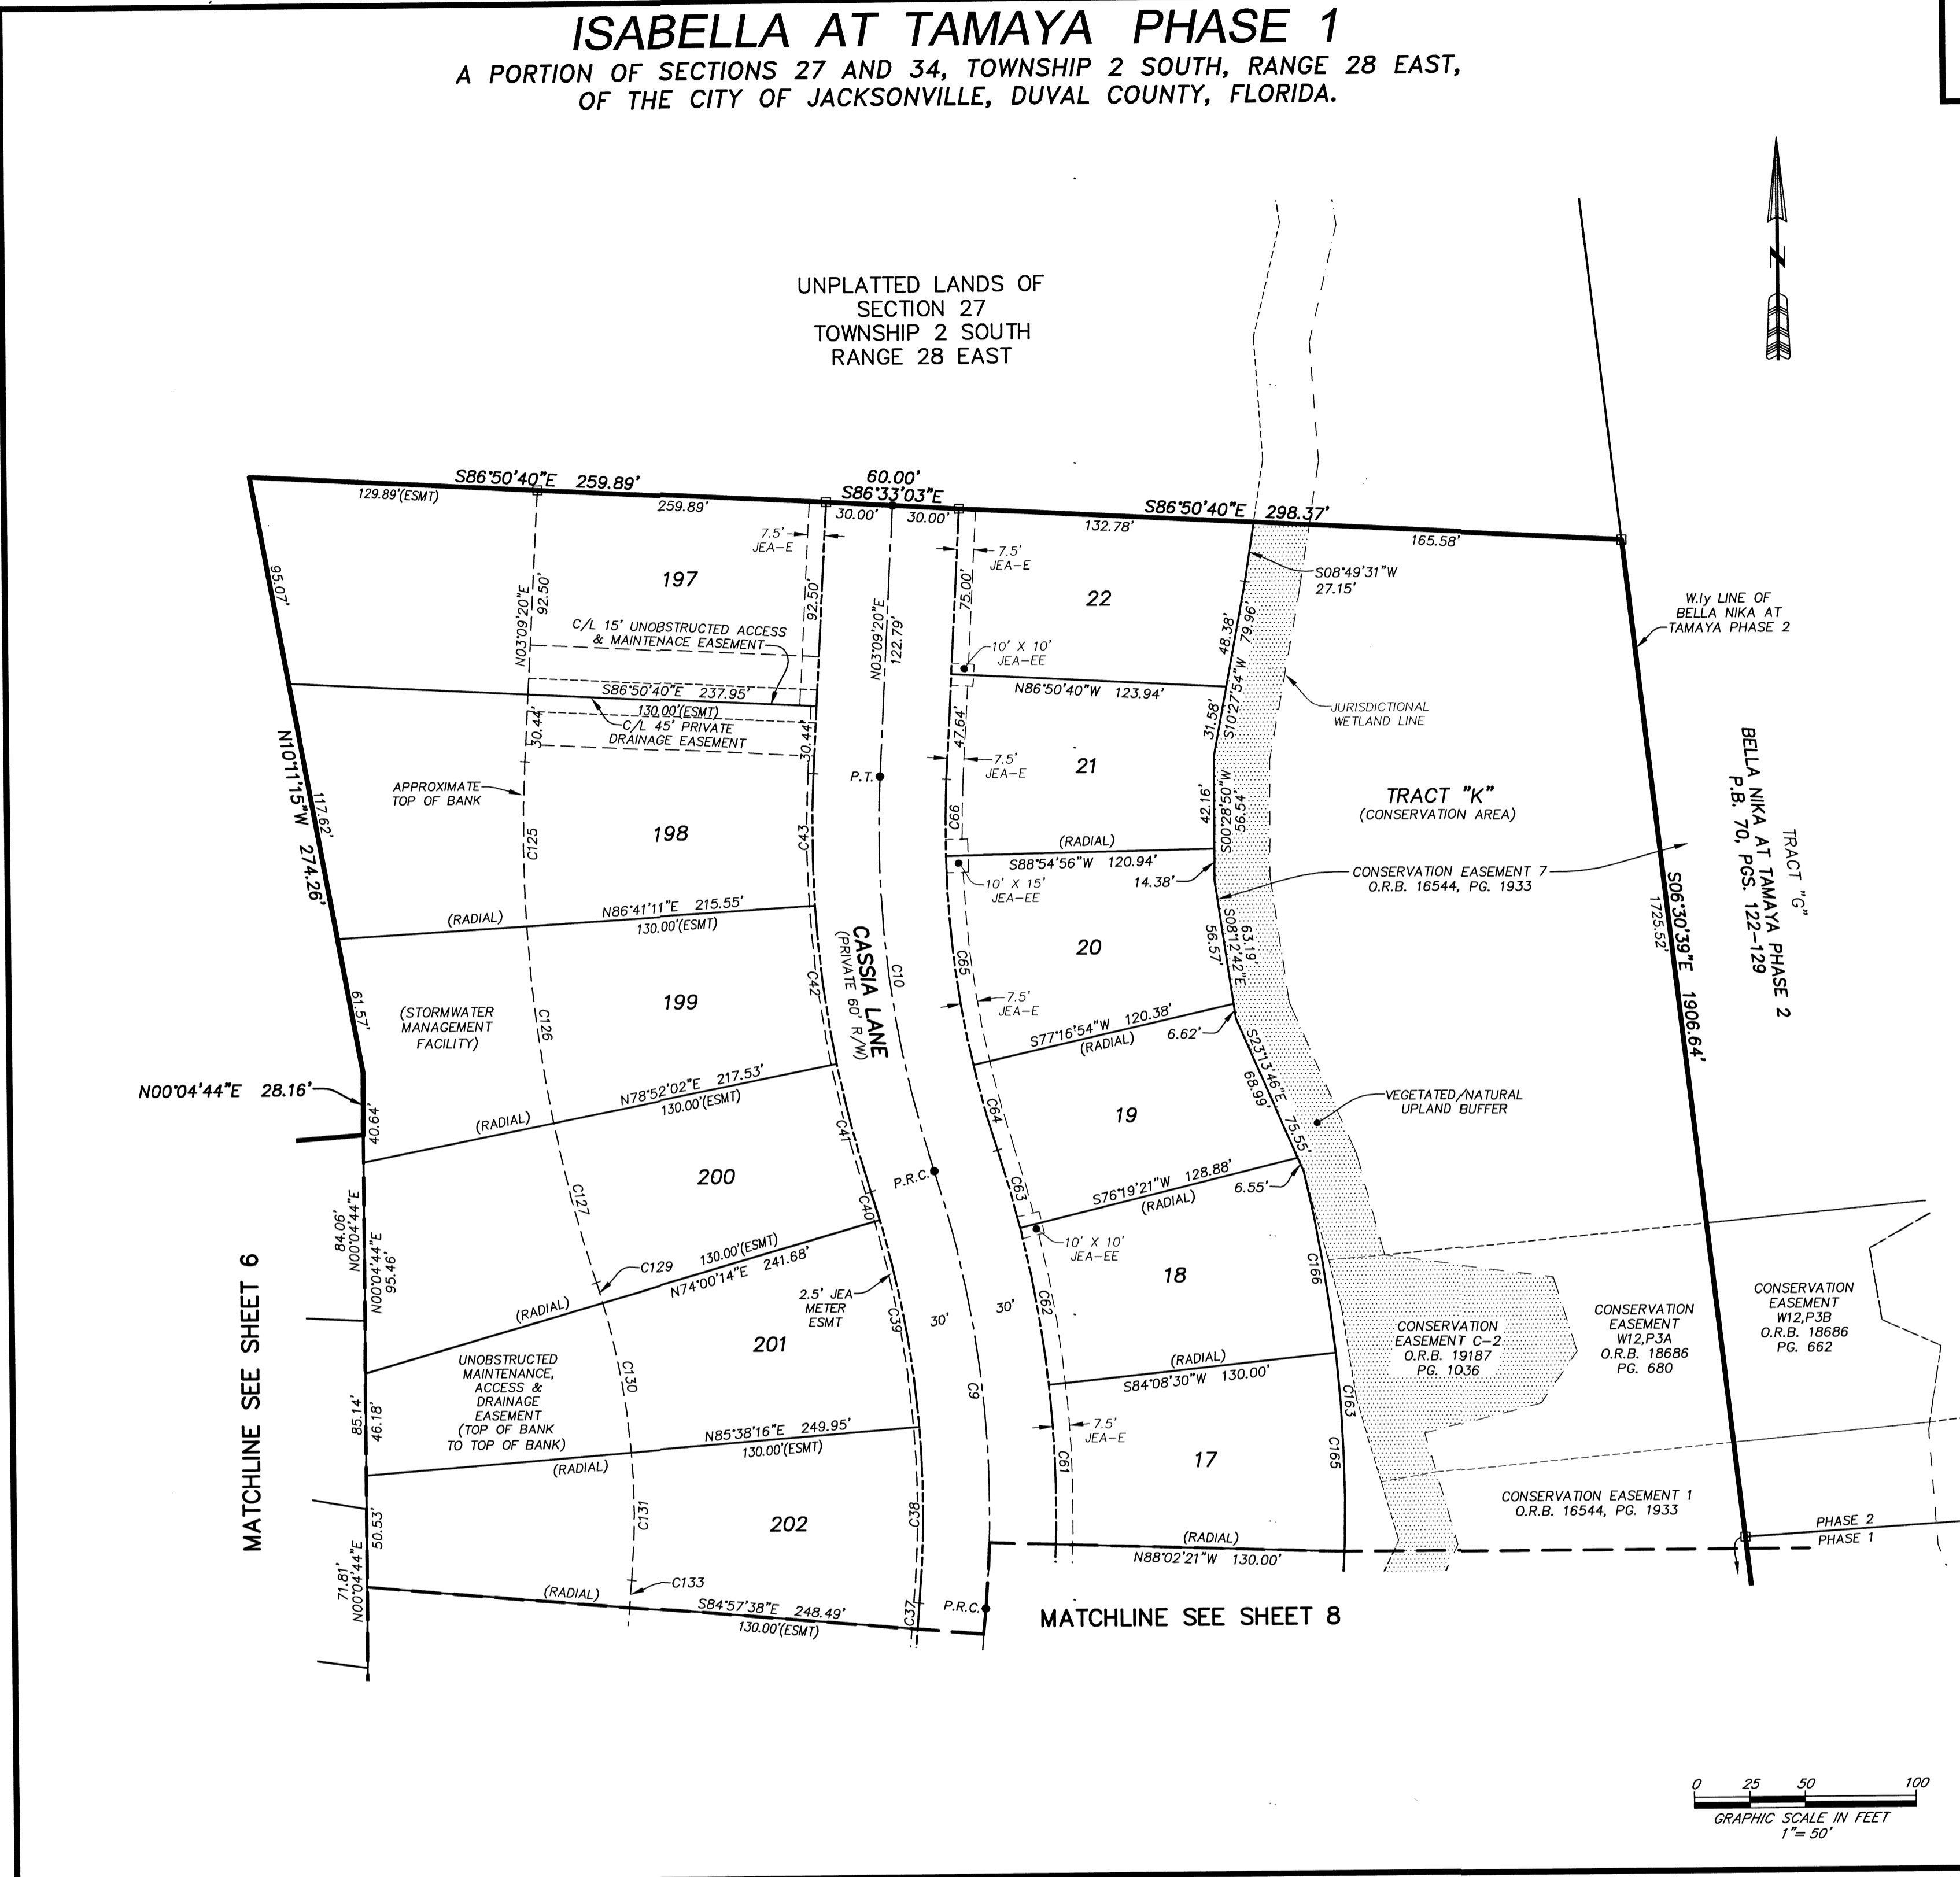 ISABELLA AT TAMAYA PHASE 1
A PORTION OF SECTIONS 27 AND 34, TOWNSHIP 2 SOUTH, RANGE 28 EAST,
OF THE CITY OF JACKSONVILLE, DUVAL COUNTY, FLORIDA.
N
UNPLATTED LANDS OF
SECTION 27
TOWNSHIP 2 SOUTH
RANGE 28 EAST
S86°50'40"E 259.89'
129.89'(ESMT)
259.89'
60.00'
S86°33'03"E
30.00'
30.00'
S86°50'40"E 298.37'
132.78'
165.58'
7.5'
JEA-E
7.5'
JEA-E
95.07'
197
N03°09'20"E
92.50'
92.50'
N03°09'20"E
122.79'
75.00'
22
S08°49'31"W
27.15'
48.38'
79.96'
S10°27'54"W
31.58'
W.ly LINE OF
BELLA NIKA AT
TAMAYA PHASE 2
C/L 15' UNOBSTRUCTED ACCESS
& MAINTENACE EASEMENT
10' X 10'
JEA-EE
S86°50'40"E 237.95'
130.00'(ESMT)
C/L 45' PRIVATE
DRAINAGE EASEMENT
30.44'
30.44'
N86°50'40"W 123.94'
47.64'
JURISDICTIONAL
WETLAND LINE
N10°11'15"W 274.26'
117.62'
APPROXIMATE
TOP OF BANK
P.T.
7.5'
JEA-E
21
C125
198
C43
C66
42.16'
S00°28'50"W
56.54'
TRACT "K"
(CONSERVATION AREA)
BELLA NIKA AT TAMAYA PHASE 2
P.B. 70, PGS. 122-129
TRACT "G"
(RADIAL)
S88°54'56"W 120.94'
14.38'
10' X 15'
JEA-EE
CONSERVATION EASEMENT 7
O.R.B. 16544, PG. 1933
S06°30'39"E 1906.64'
1725.52'
(RADIAL)
N86°41'11"E 215.55'
130.00'(ESMT)
CASSIA LANE
(PRIVATE 60' R/W)
C10
C65
20
63.19'
S08°12'42"E
56.57'
61.57'
(STORMWATER
MANAGEMENT
FACILITY)
C126
199
C42
7.5'
JEA-E
S77°16'54"W 120.38'
(RADIAL)
6.62'
N00°04'44"E 28.16'
40.64'
(RADIAL)
N78°52'02"E 217.53'
130.00'(ESMT)
C41
C64
19
S23°13'46"E 75.55'
68.99'
VEGETATED/NATURAL
UPLAND BUFFER
C127
200
P.R.C.
C40
C63
S76°19'21"W 128.88'
(RADIAL)
6.55'
MATCHLINE SEE SHEET 6
84.06'
N00°04'44"E
N00°04'44"E
95.46'
C129
130.00'(ESMT)
N74°00'14"E 241.68'
(RADIAL)
2.5' JEA
METER
ESMT
C39
30'
30'
10' X 10'
JEA-EE
18
C62
C166
CONSERVATION
EASEMENT C-2
O.R.B. 19187
PG. 1036
CONSERVATION
EASEMENT
W12,P3A
O.R.B. 18686
PG. 680
CONSERVATION
EASEMENT
W12,P3B
O.R.B. 18686
PG. 662
201
UNOBSTRUCTED
MAINTENANCE,
ACCESS &
DRAINAGE
EASEMENT
(TOP OF BANK
TO TOP OF BANK)
C130
85.14'
46.18'
C9
(RADIAL)
S84°08'30"W 130.00'
C163
N85°38'16"E 249.95'
130.00'(ESMT)
(RADIAL)
7.5'
JEA-E
C61
17
C165
CONSERVATION EASEMENT 1
O.R.B. 16544, PG. 1933
50.53'
C131
202
C38
(RADIAL)
N88°02'21"W 130.00'
PHASE 2
PHASE 1
71.81'
N00°04'44"E
(RADIAL)
C133
S84°57'38"E 248.49'
130.00'(ESMT)
C37
P.R.C.
MATCHLINE SEE SHEET 8
0 25 50 100
GRAPHIC SCALE IN FEET
1"= 50'